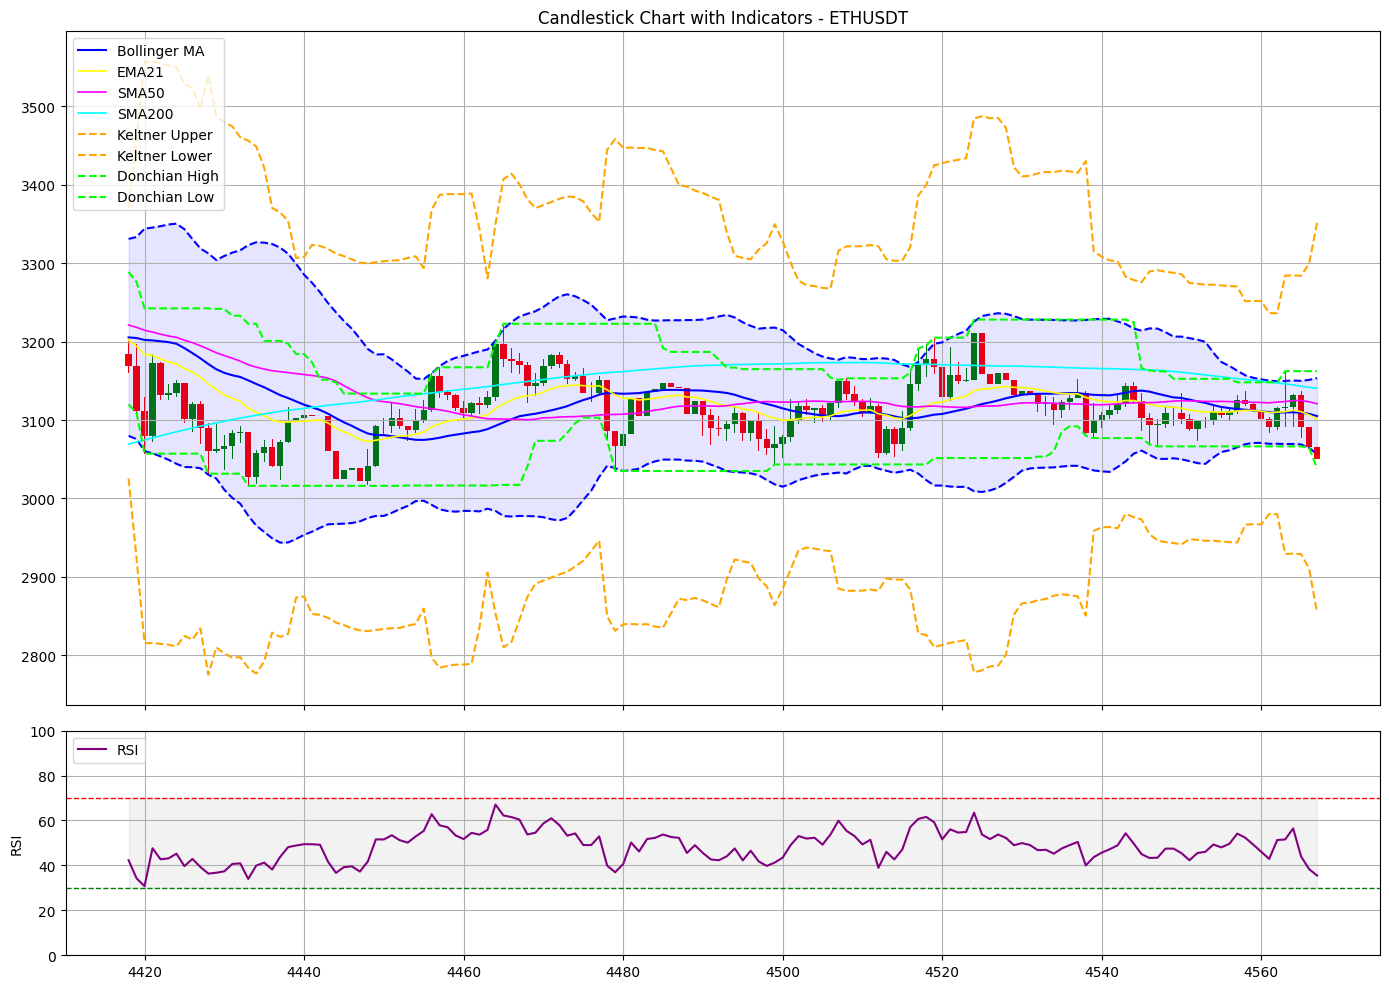 Candlestick Chart with Indicators - ETHUSDT
Bollinger MA
EMA21
SMA50
SMA200
Keltner Upper
Keltner Lower
Donchian High
Donchian Low
3500
3400
3300
3200
3100
3000
2900
2800
RSI
100
80
60
40
20
0
RSI
4420 4440 4460 4480 4500 4520 4540 4560